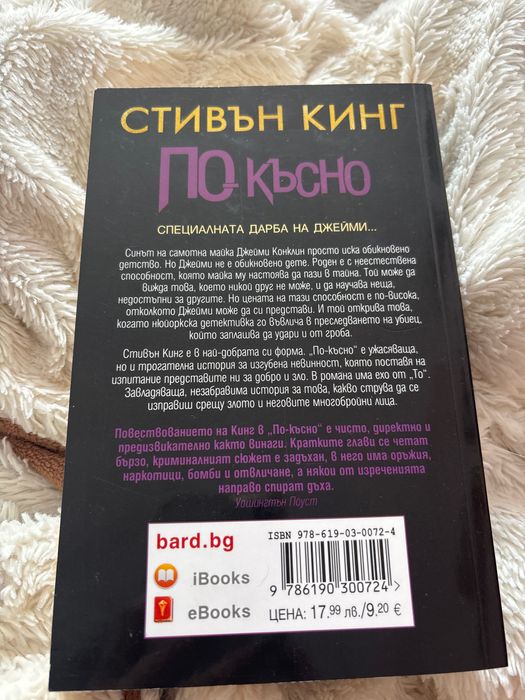 СТИВЪН КИНГ
ПО-КЪСНО
СПЕЦИАЛНАТА ДАРБА НА ДЖЕЙМИ...
Синът на самотна майка Джейми Конклин просто иска обикновено
детство. Но Джейми не е обикновено дете. Роден е с неестествена
способност, която майка му настоява да пази в тайна. Той може да
вижда това, което никой друг не може, и да научава неща,
недостъпни за другите. Но цената на тази способност е по-висока,
отколкото Джейми може да си представи. И той открива това,
когато нюйоркска детективка го въвлича в преследването на убиец,
който заплашва да удари и от гроба.
Стивън Кинг е в най-добрата си форма. „По-късно“ е ужасяваща,
но и трогателна история за изгубена невинност, която поставя на
изпитание представите ни за добро и зло. В романа има ехо от „То“.
Завладяваща, незабравима история за това, какво струва да се
изправиш срещу злото и неговите многобройни лица.
Повествованието на Кинг в „По-късно“ е чисто, директно и
предизвикателно както винаги. Кратките глави се четат
бързо, криминалният сюжет е задъхан, в него има оръжия,
наркотици, бомби и отвличане, а някои от изреченията
направо спират дъха.
Уошингтън Поуст
bard.bg
iBooks
eBooks
ISBN 978-619-03-0072-4
9 786190 300724 >
ЦЕНА: 17.99 лв./9.20 €